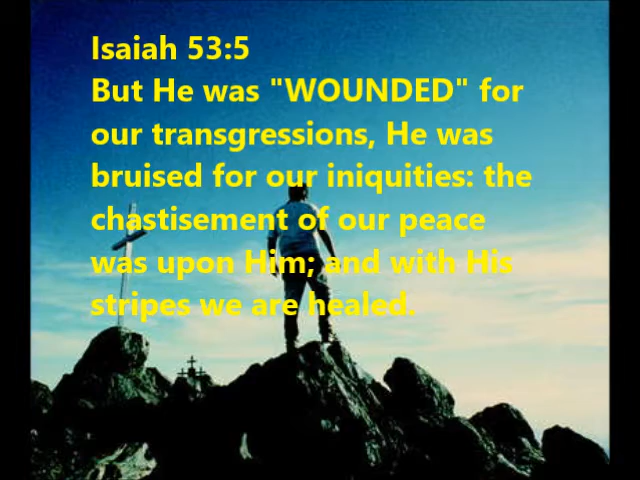 Isaiah 53:5
But He was "WOUNDED" for
our transgressions, He was
bruised for our iniquities: the
chastisement of our peace
was upon Him; and with His
stripes we are healed.